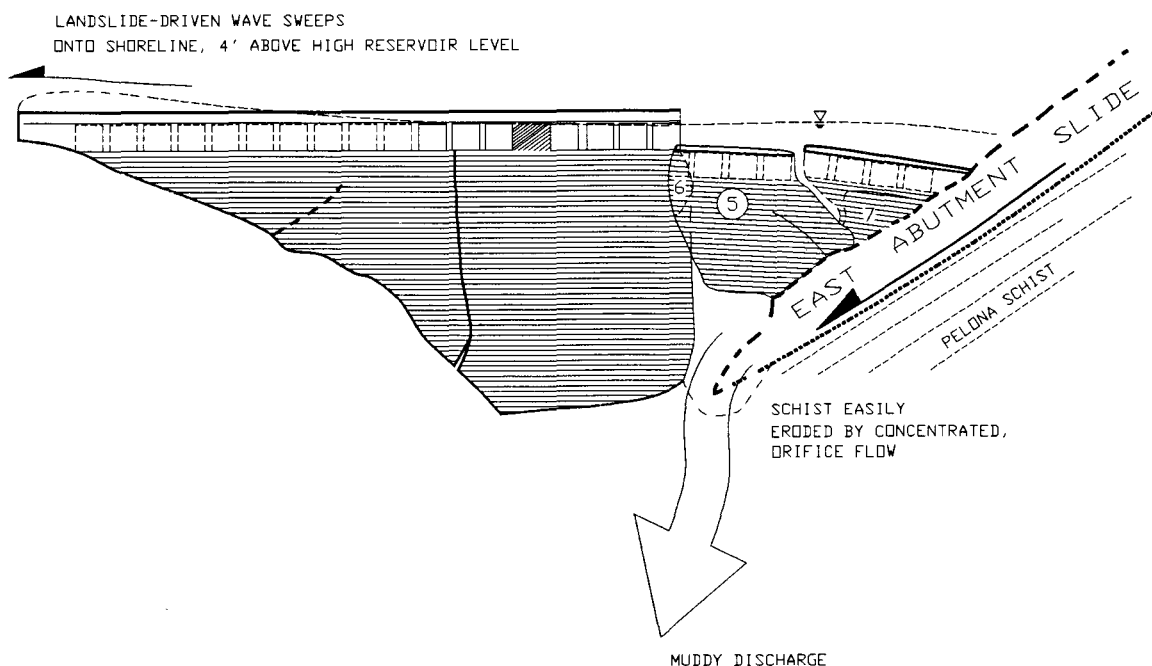 LANDSLIDE-DRIVEN WAVE SWEEPS
ONTO SHORELINE, 4' ABOVE HIGH RESERVOIR LEVEL
6
5
7
EAST ABUTMENT SLIDE
PELONA SCHIST
SCHIST EASILY
ERODED BY CONCENTRATED,
ORIFICE FLOW
MUDDY DISCHARGE